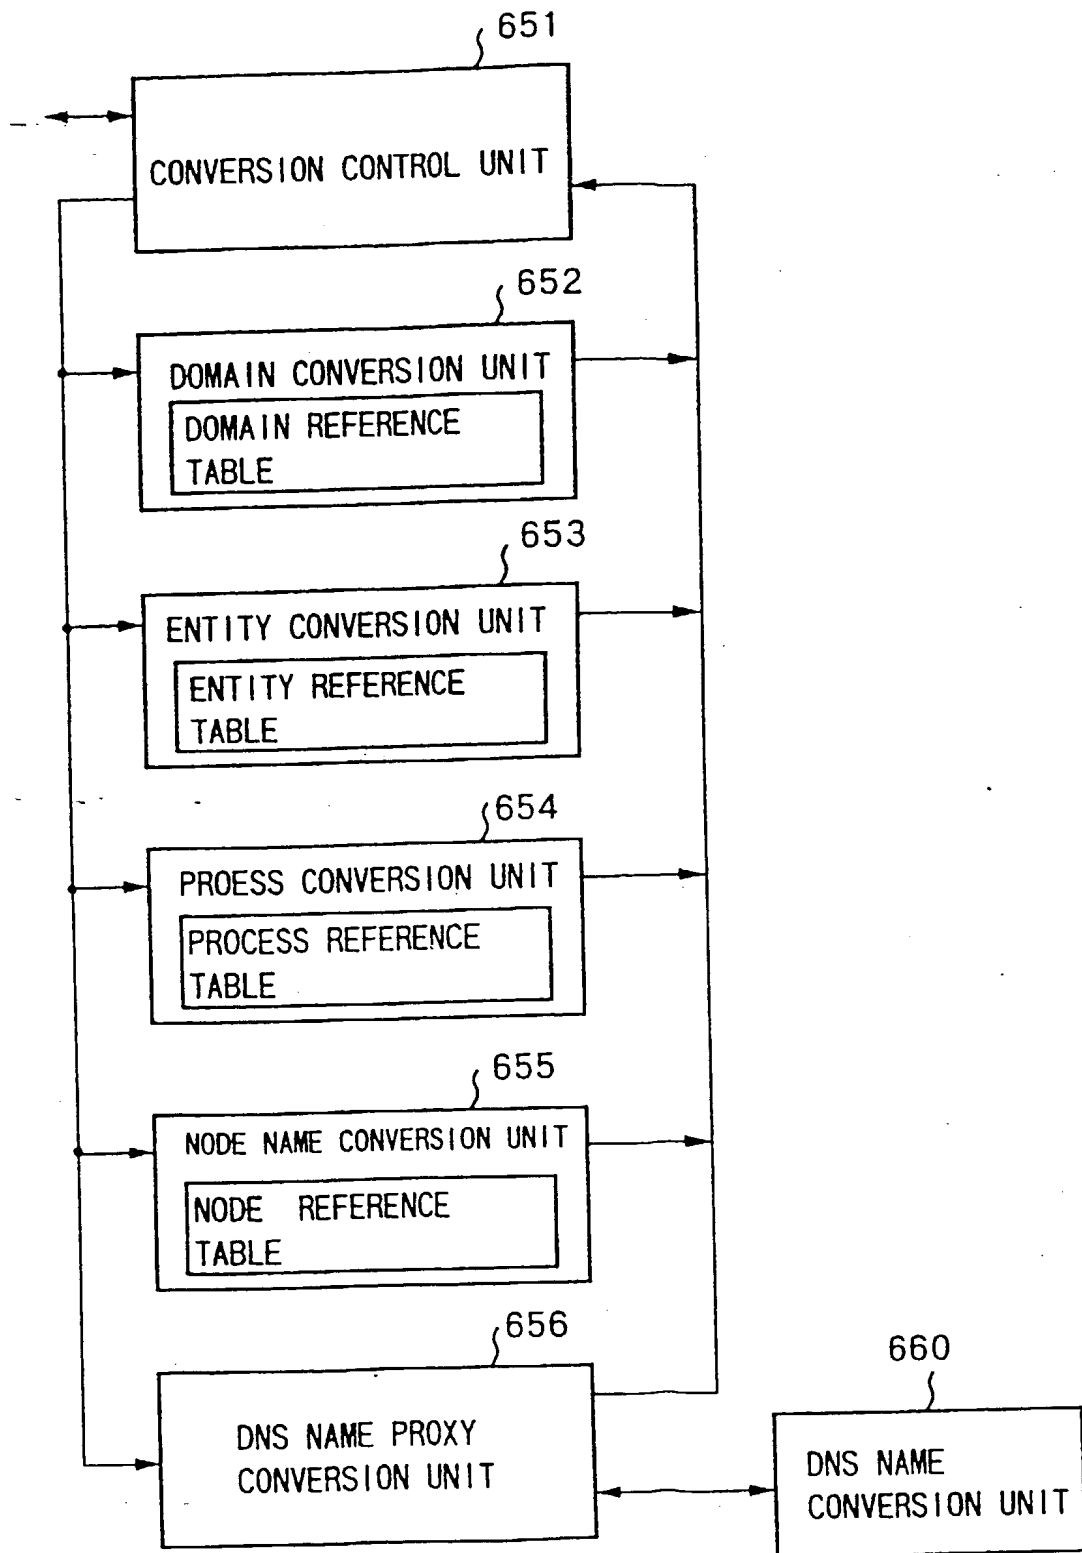 651
CONVERSION CONTROL UNIT
652
DOMAIN CONVERSION UNIT
DOMAIN REFERENCE
TABLE
653
ENTITY CONVERSION UNIT
ENTITY REFERENCE
TABLE
654
PROESS CONVERSION UNIT
PROCESS REFERENCE
TABLE
655
NODE NAME CONVERSION UNIT
NODE REFERENCE
TABLE
656
DNS NAME PROXY
CONVERSION UNIT
660
DNS NAME
CONVERSION UNIT